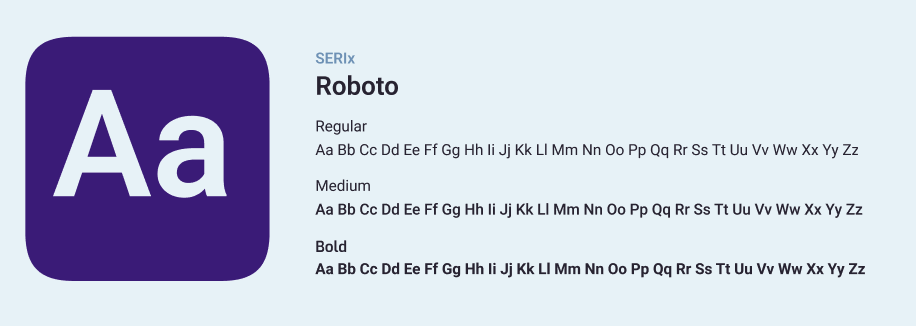 Aa
SERIx
Roboto
Regular
Aa Bb Cc Dd Ee Ff Gg Hh Ii Jj Kk Ll Mm Nn Oo Pp Qq Rr Ss Tt Uu Vv Ww Xx Yy Zz
Medium
Aa Bb Cc Dd Ee Ff Gg Hh Ii Jj Kk Ll Mm Nn Oo Pp Qq Rr Ss Tt Uu Vv Ww Xx Yy Zz
Bold
Aa Bb Cc Dd Ee Ff Gg Hh Ii Jj Kk Ll Mm Nn Oo Pp Qq Rr Ss Tt Uu Vv Ww Xx Yy Zz